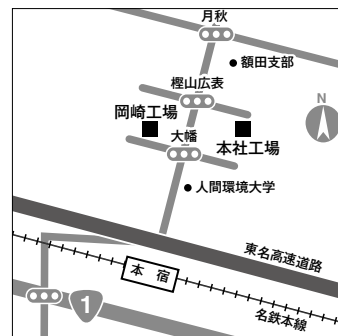 月秋
額田支部
樫山広表
岡崎工場
N
大幡
本社工場
人間環境大学
東名高速道路
本 宿
1
名鉄本線